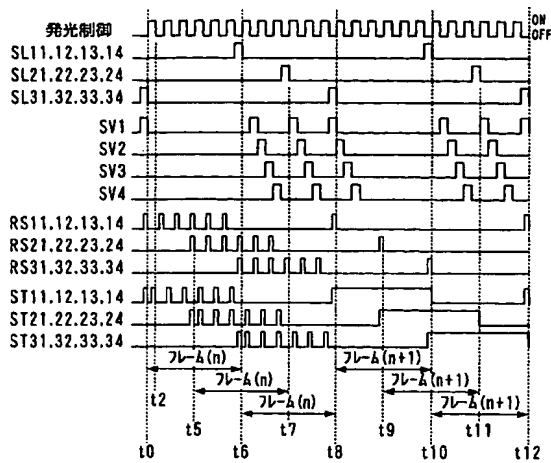 発光制御
ON
OFF
SL11.12.13.14
SL21.22.23.24
SL31.32.33.34
SV1
SV2
SV3
SV4
RS11.12.13.14
RS21.22.23.24
RS31.32.33.34
ST11.12.13.14
ST21.22.23.24
ST31.32.33.34
フレーム(n)
フレーム(n+1)
フレーム(n)
フレーム(n+1)
フレーム(n)
フレーム(n+1)
t2
t5
t7
t9
t11
t0
t6
t8
t10
t12